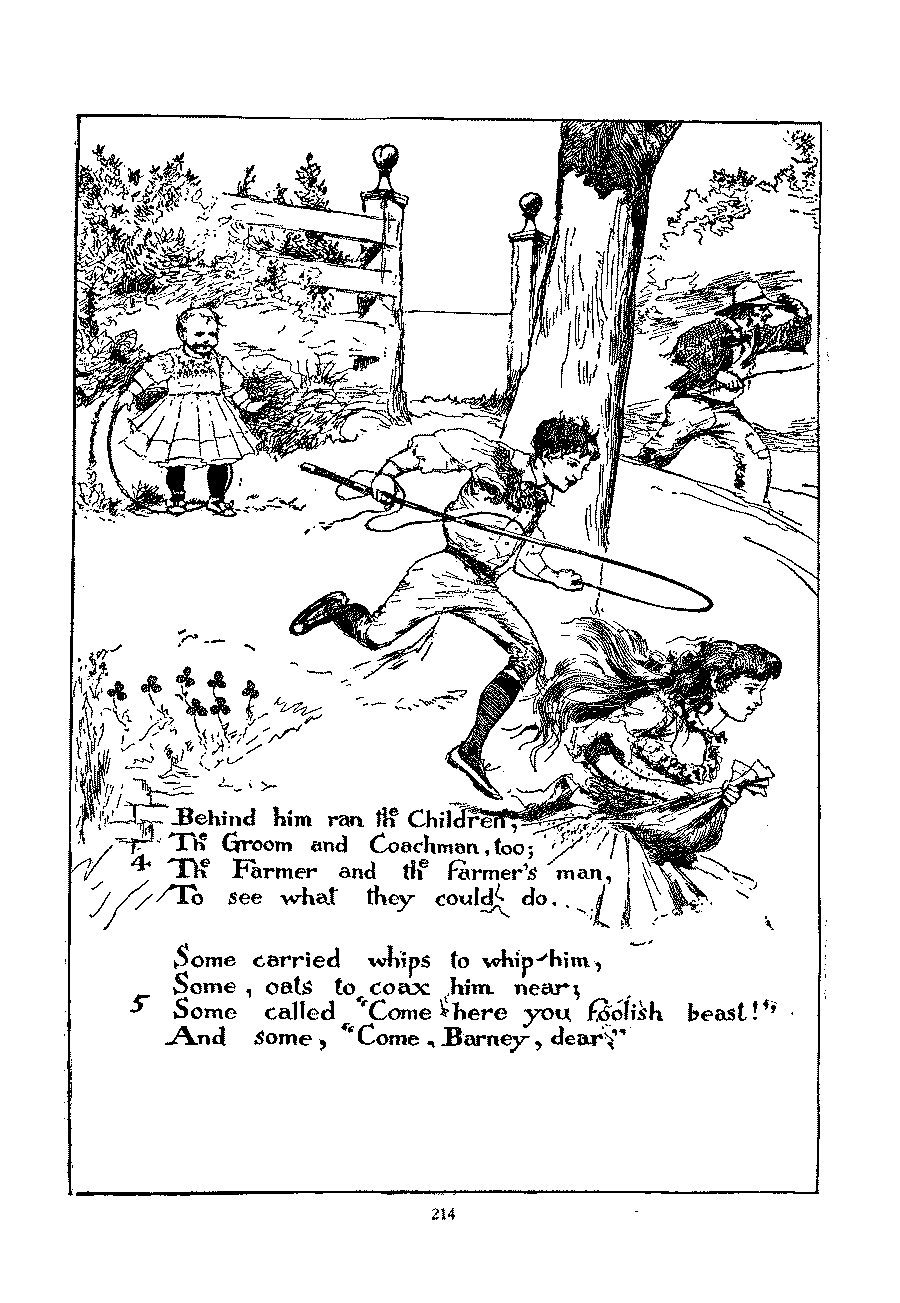 Behind him ran the Children,
The Groom and Coachman, too;
4 The Farmer and the farmer's man,
To see what they could do.
Some carried whips to whip him,
Some, oats to coax him near;
5 Some called "Come here you foolish beast!"
And some, "Come, Barney, dear."
214